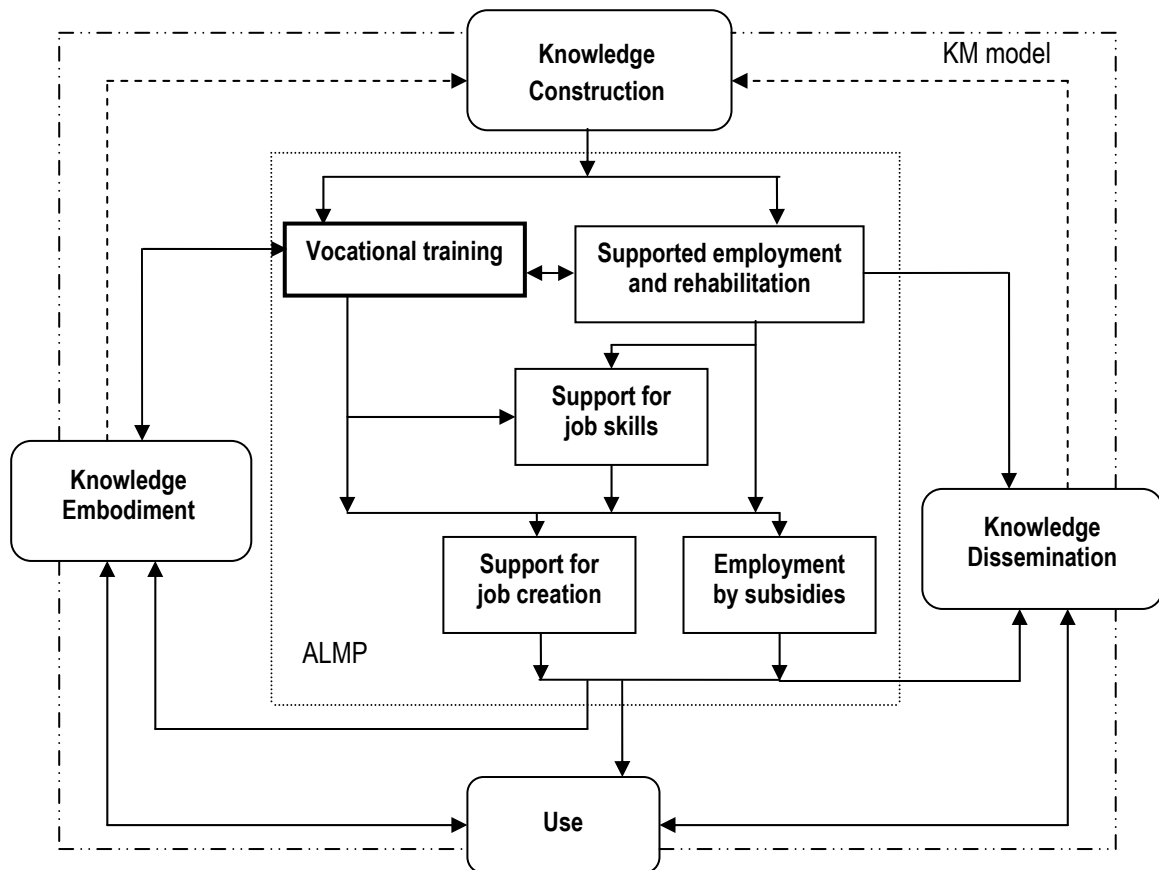 Knowledge
Construction
KM model
Vocational training
Supported employment
and rehabilitation
Support for
job skills
Knowledge
Embodiment
Knowledge
Dissemination
Support for
job creation
Employment
by subsidies
ALMP
Use